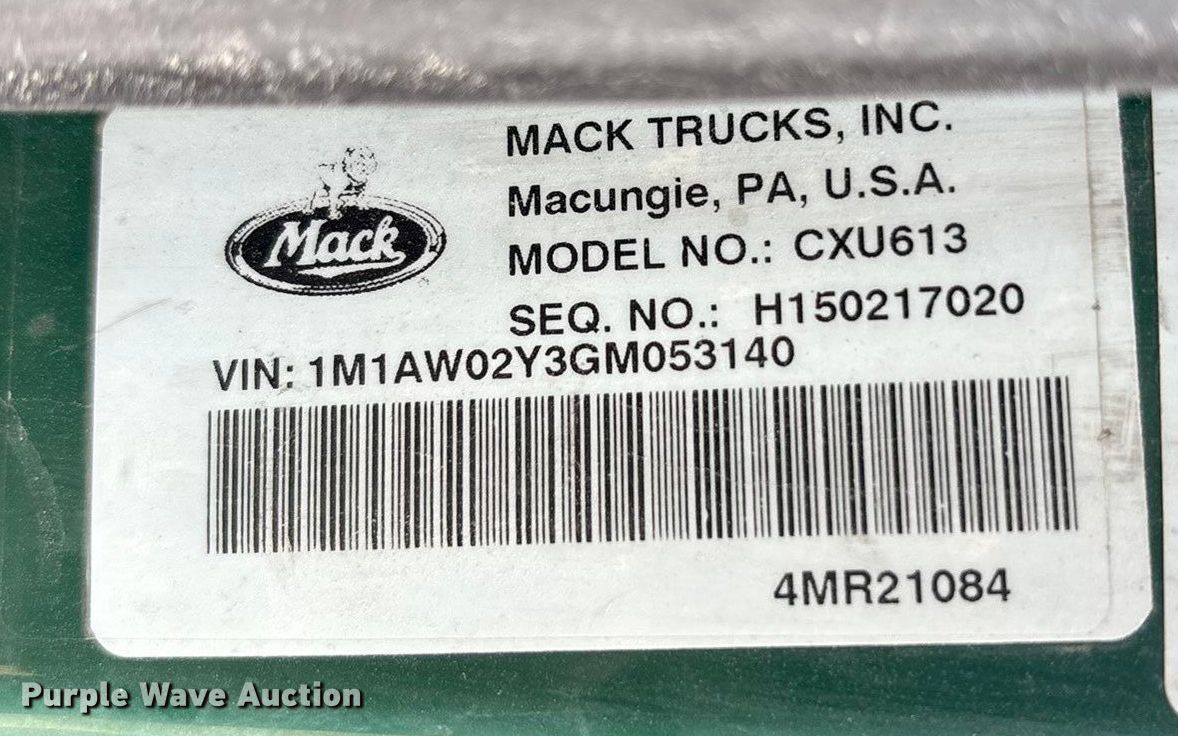 MACK TRUCKS, INC.
Macungie, PA, U.S.A.
Mack
MODEL NO.: CXU613
SEQ. NO.: H150217020
VIN: 1M1AW02Y3GM053140
4MR21084
Purple Wave Auction